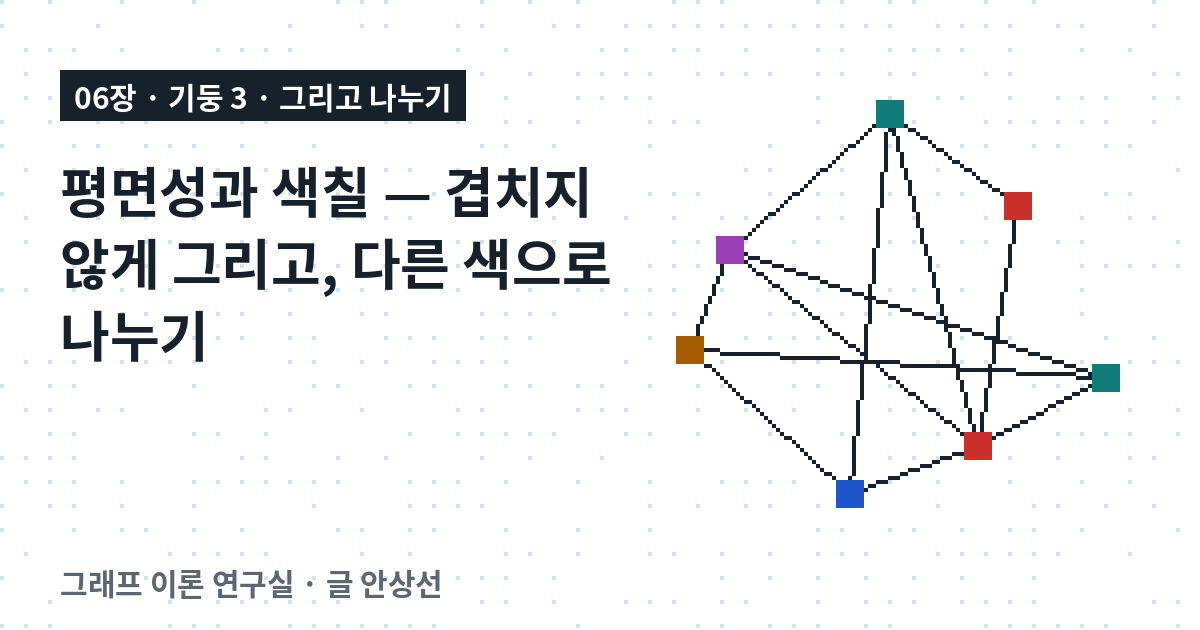 06장 · 기둥 3 · 그리고 나누기
평면성과 색칠 — 겹치지
않게 그리고, 다른 색으로
나누기
그래프 이론 연구실 · 글 안상선